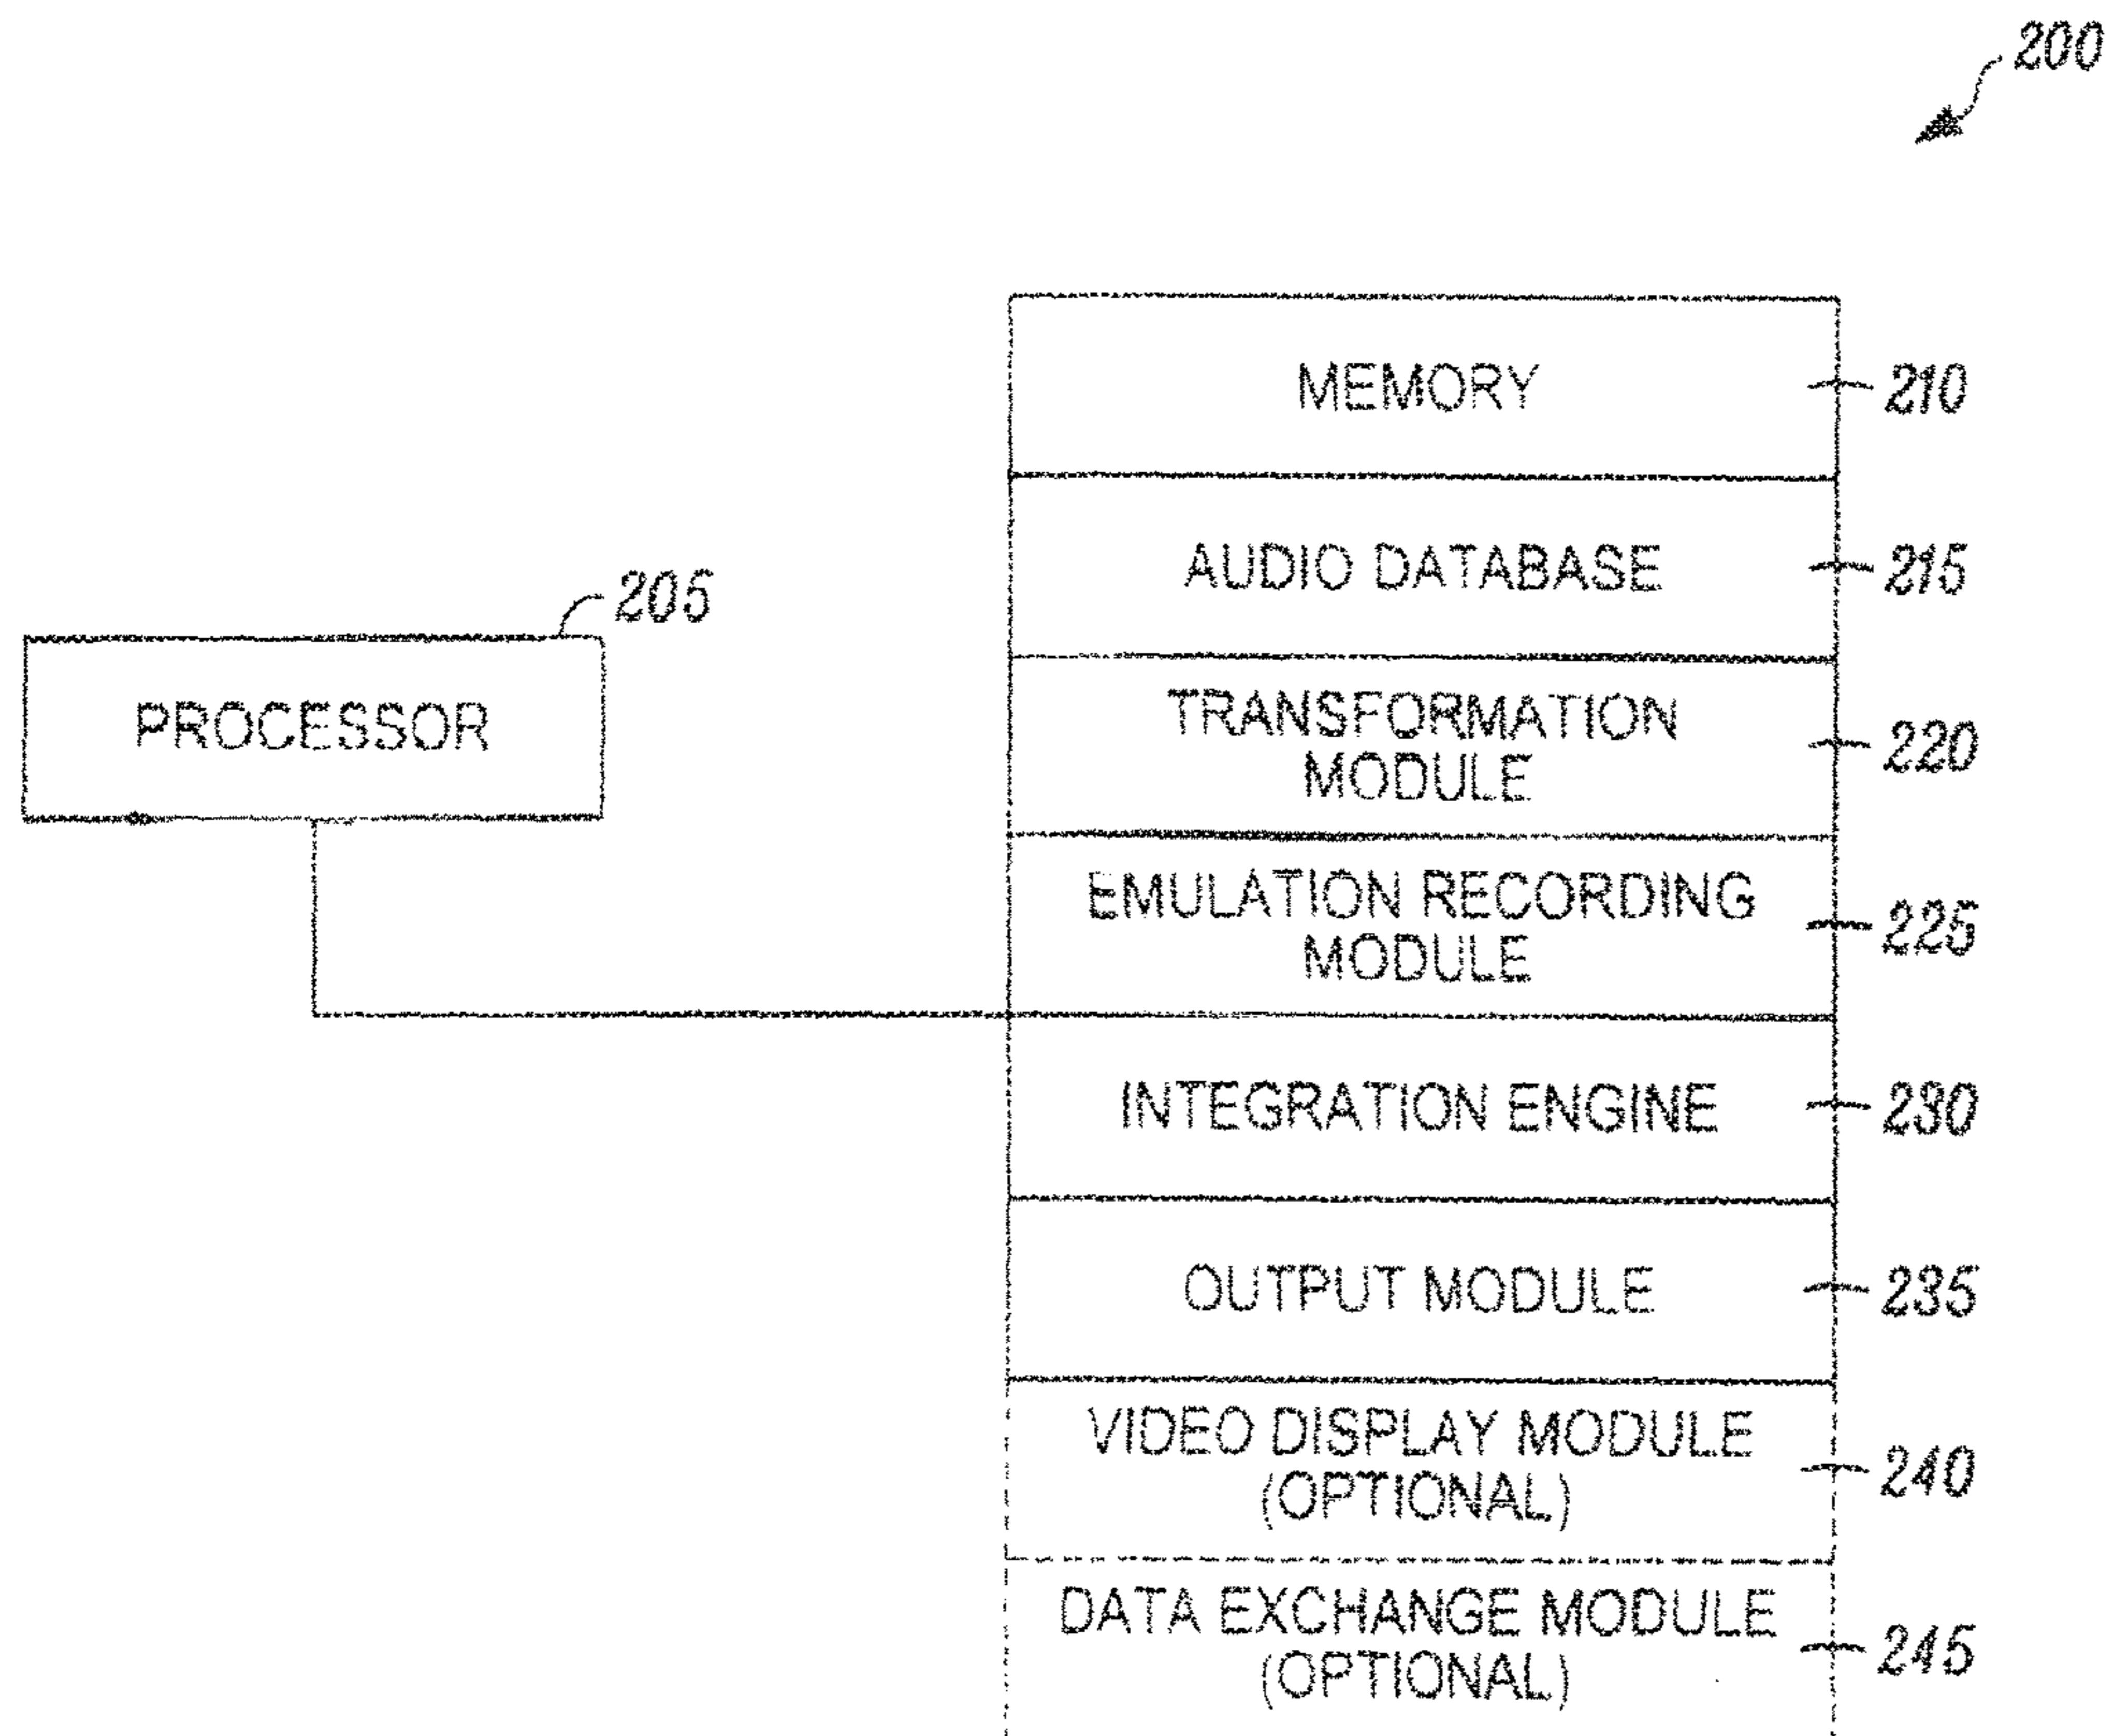 200
MEMORY
210
AUDIO DATABASE
215
205
PROCESSOR
TRANSFORMATION
MODULE
220
EMULATION RECORDING
MODULE
225
INTEGRATION ENGINE
230
OUTPUT MODULE
235
VIDEO DISPLAY MODULE
(OPTIONAL)
240
DATA EXCHANGE MODULE
(OPTIONAL)
245